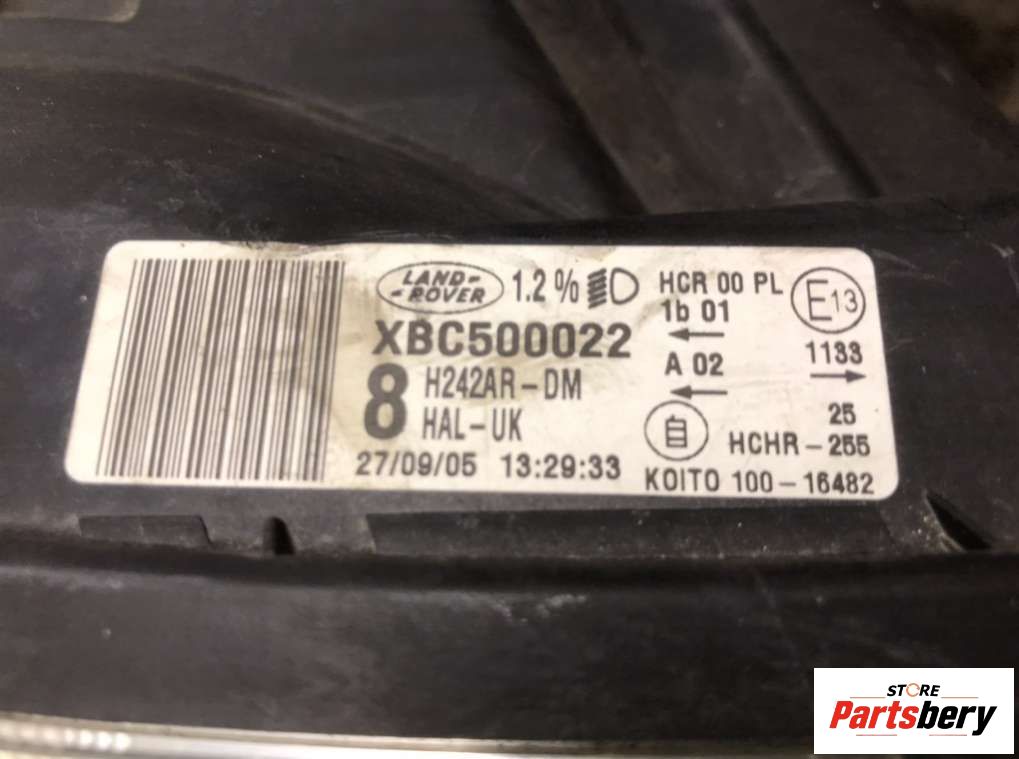 LAND-
-ROVER
1.2%
XBC500022
8
H242AR-DM
HAL-UK
27/09/05 13:29:33
HCR 00 PL
1b 01
←
A 02
←
E13
1133
→
自
25
HCHR-255
KOITO 100-16482
STORE
Partsbery